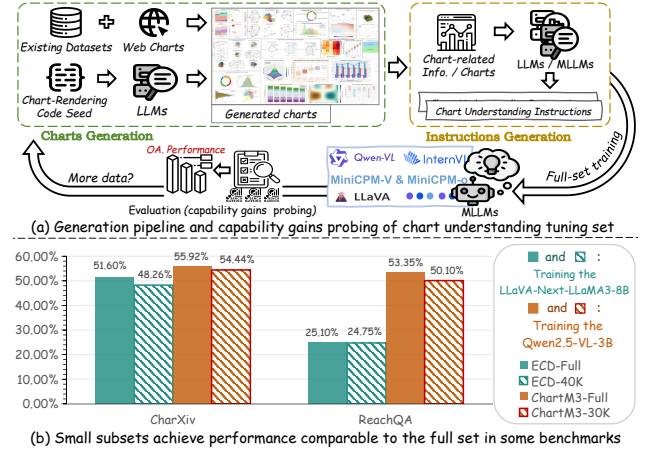 Existing Datasets
Web Charts
Chart-Rendering
Code Seed
LLMs
Generated charts
Charts Generation
Chart-related
Info. / Charts
LLMs / MLLMs
Chart Understanding Instructions
Instructions Generation
Full-set training
OA. Performance
More data?
Evaluation (capability gains probing)
Qwen-VL
InternVL
MiniCPM-V & MiniCPM-o
LLaVA
MLLMs
(a) Generation pipeline and capability gains probing of chart understanding tuning set
60.00%
50.00%
40.00%
30.00%
20.00%
10.00%
0.00%
51,60%
48,26%
55,92%
54,44%
25,10%
24,75%
53,35%
50,10%
CharXiv
ReachQA
and :
Training the
LLaVA-Next-LLaMA3-8B
and :
Training the
Qwen2.5-VL-3B
ECD-Full
ECD-40K
ChartM3-Full
ChartM3-30K
(b) Small subsets achieve performance comparable to the full set in some benchmarks